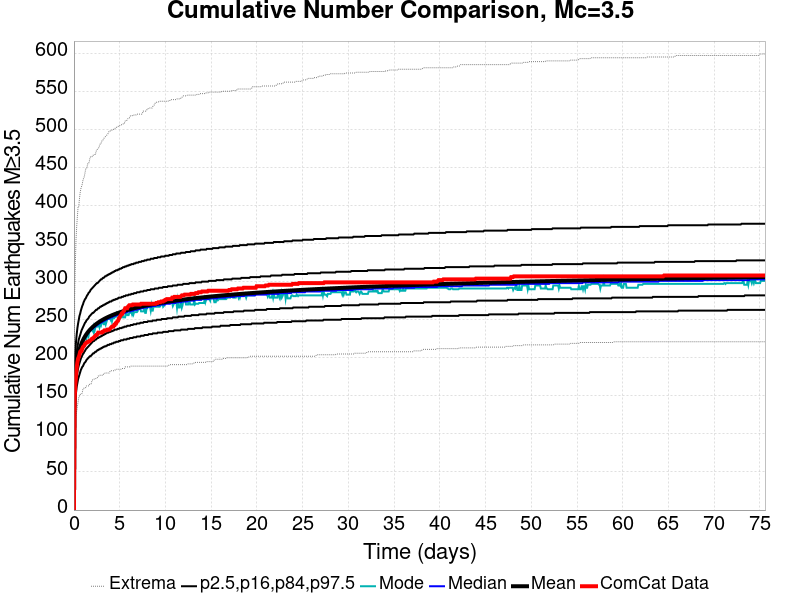 Cumulative Number Comparison, Mc=3.5
Cumulative Num Earthquakes M≥3.5
600
550
500
450
400
350
300
250
200
150
100
50
0
0 5 10 15 20 25 30 35 40 45 50 55 60 65 70 75
Time (days)
Extrema p2.5,p16,p84,p97.5 Mode Median Mean ComCat Data